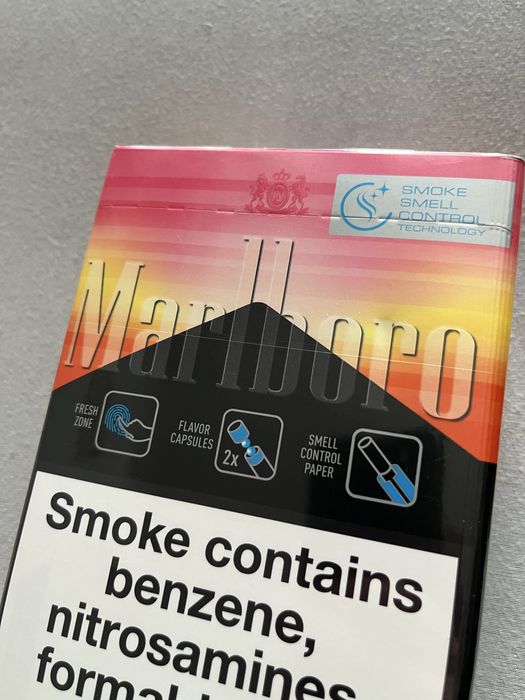 SMOKE
SMELL
CONTROL
TECHNOLOGY
Marlboro
FRESH
ZONE
FLAVOR
CAPSULES
2x
SMELL
CONTROL
PAPER
Smoke contains
benzene,
nitrosamines